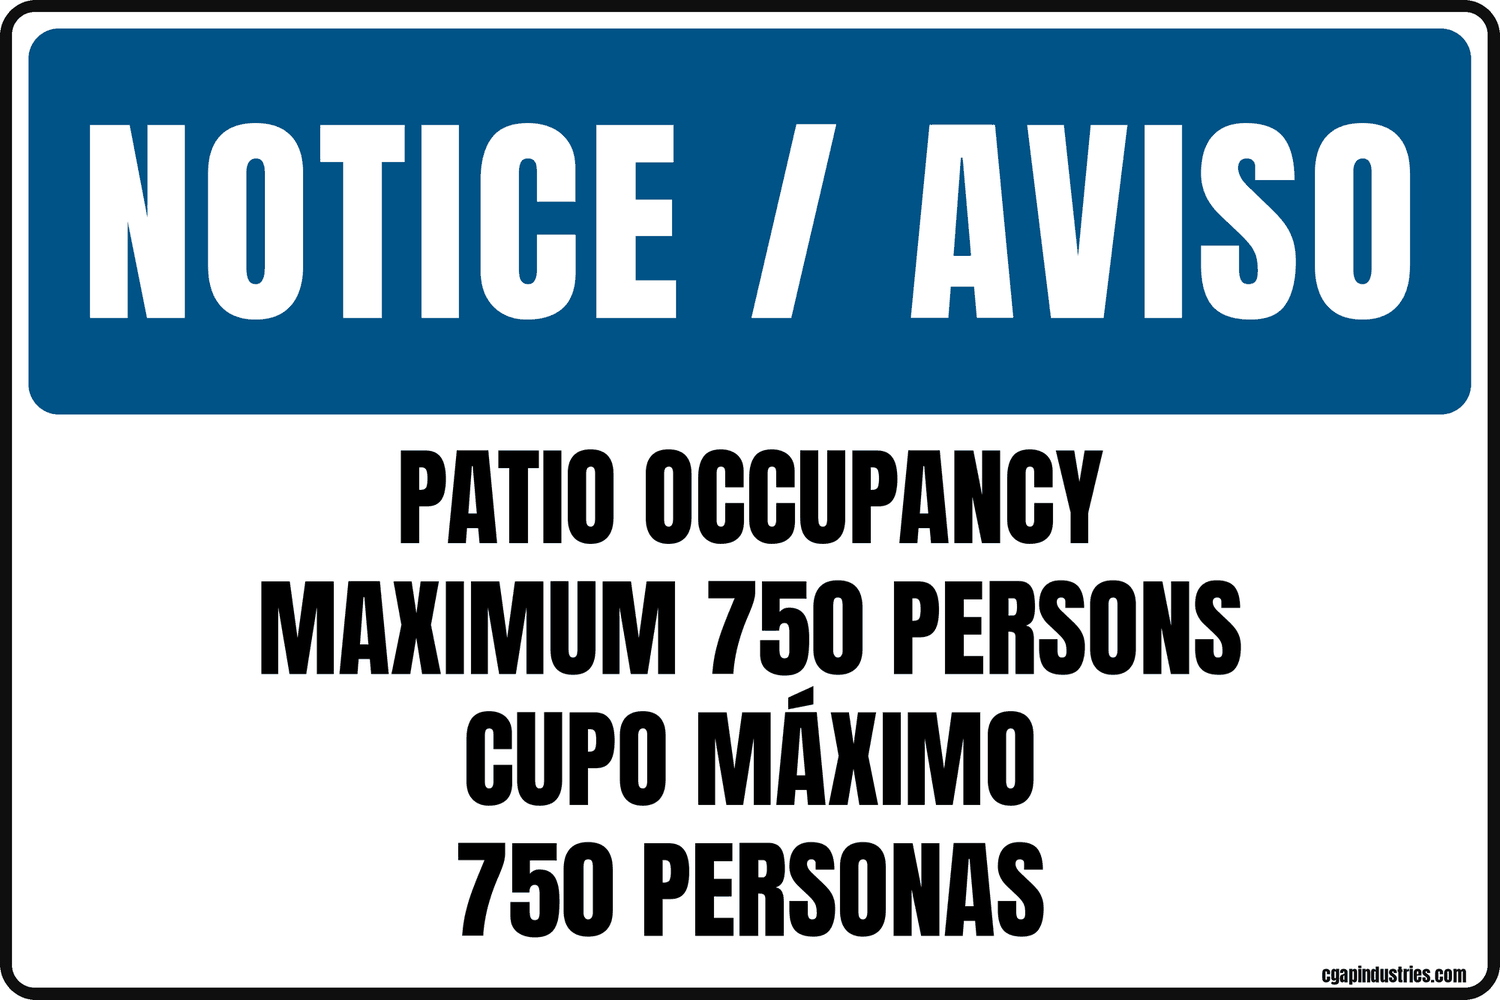 NOTICE / AVISO
PATIO OCCUPANCY
MAXIMUM 750 PERSONS
CUPO MÁXIMO
750 PERSONAS
cgapindustries.com